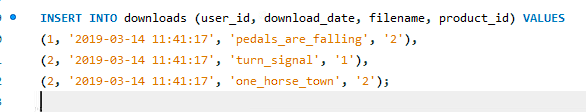 INSERT INTO downloads (user_id, download_date, filename, product_id) VALUES
(1, '2019-03-14 11:41:17', 'pedals_are_falling', '2'),
(2, '2019-03-14 11:41:17', 'turn_signal', '1'),
(2, '2019-03-14 11:41:17', 'one_horse_town', '2');